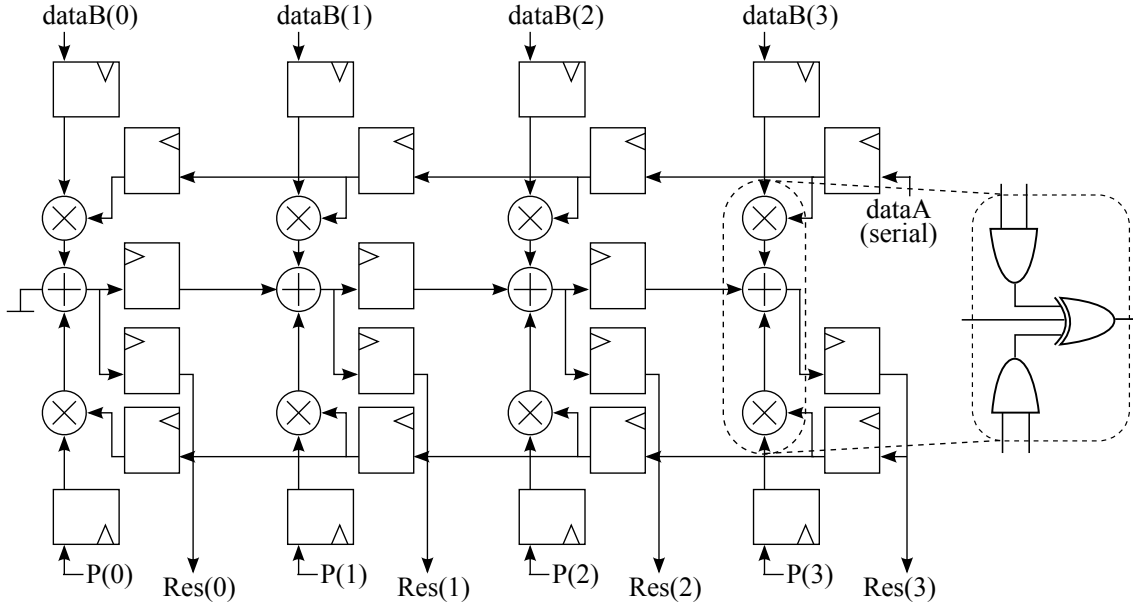 dataB(0)
dataB(1)
dataB(2)
dataB(3)
dataA
(serial)
P(0)
Res(0)
P(1)
Res(1)
P(2)
Res(2)
P(3)
Res(3)